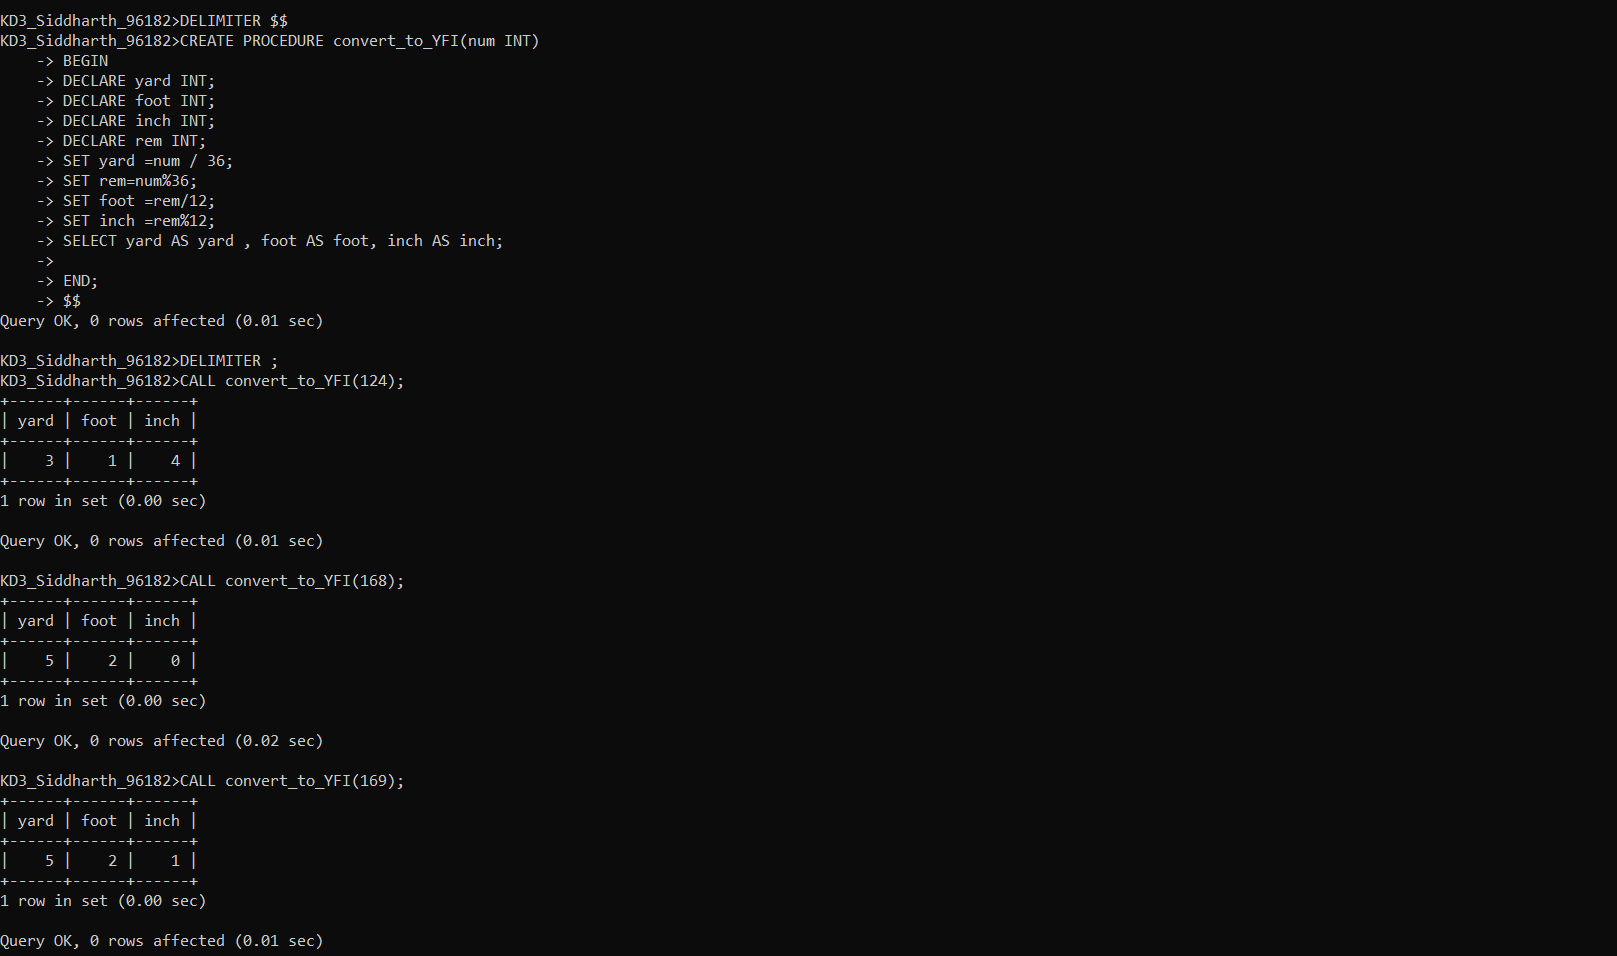 KD3_Siddharth_96182>DELIMITER $$
KD3_Siddharth_96182>CREATE PROCEDURE convert_to_YFI(num INT)
    -> BEGIN
    -> DECLARE yard INT;
    -> DECLARE foot INT;
    -> DECLARE inch INT;
    -> DECLARE rem INT;
    -> SET yard =num / 36;
    -> SET rem=num%36;
    -> SET foot =rem/12;
    -> SET inch =rem%12;
    -> SELECT yard AS yard , foot AS foot, inch AS inch;
    ->
    -> END;
    -> $$
Query OK, 0 rows affected (0.01 sec)

KD3_Siddharth_96182>DELIMITER ;
KD3_Siddharth_96182>CALL convert_to_YFI(124);
+------+------+------+
| yard | foot | inch |
+------+------+------+
|    3 |    1 |    4 |
+------+------+------+
1 row in set (0.00 sec)

Query OK, 0 rows affected (0.01 sec)

KD3_Siddharth_96182>CALL convert_to_YFI(168);
+------+------+------+
| yard | foot | inch |
+------+------+------+
|    5 |    2 |    0 |
+------+------+------+
1 row in set (0.00 sec)

Query OK, 0 rows affected (0.02 sec)

KD3_Siddharth_96182>CALL convert_to_YFI(169);
+------+------+------+
| yard | foot | inch |
+------+------+------+
|    5 |    2 |    1 |
+------+------+------+
1 row in set (0.00 sec)

Query OK, 0 rows affected (0.01 sec)